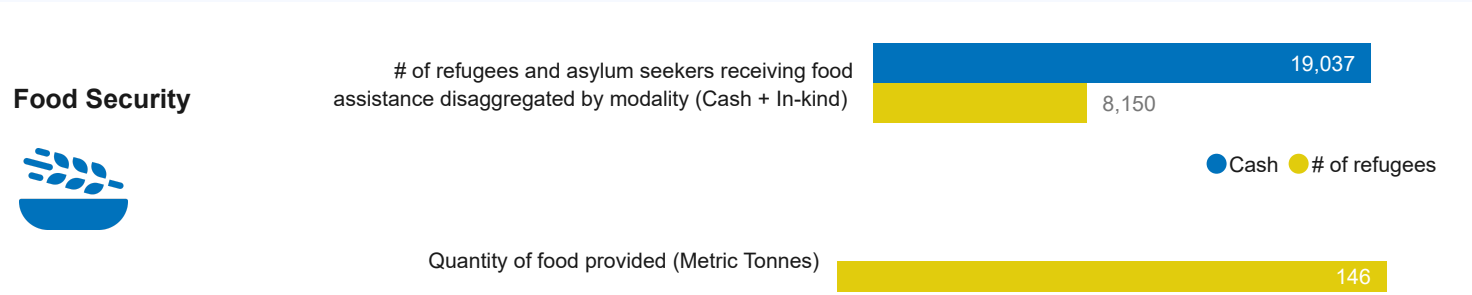 Food Security
# of refugees and asylum seekers receiving food
assistance disaggregated by modality (Cash + In-kind)
19,037
8,150
Cash # of refugees
Quantity of food provided (Metric Tonnes)
146